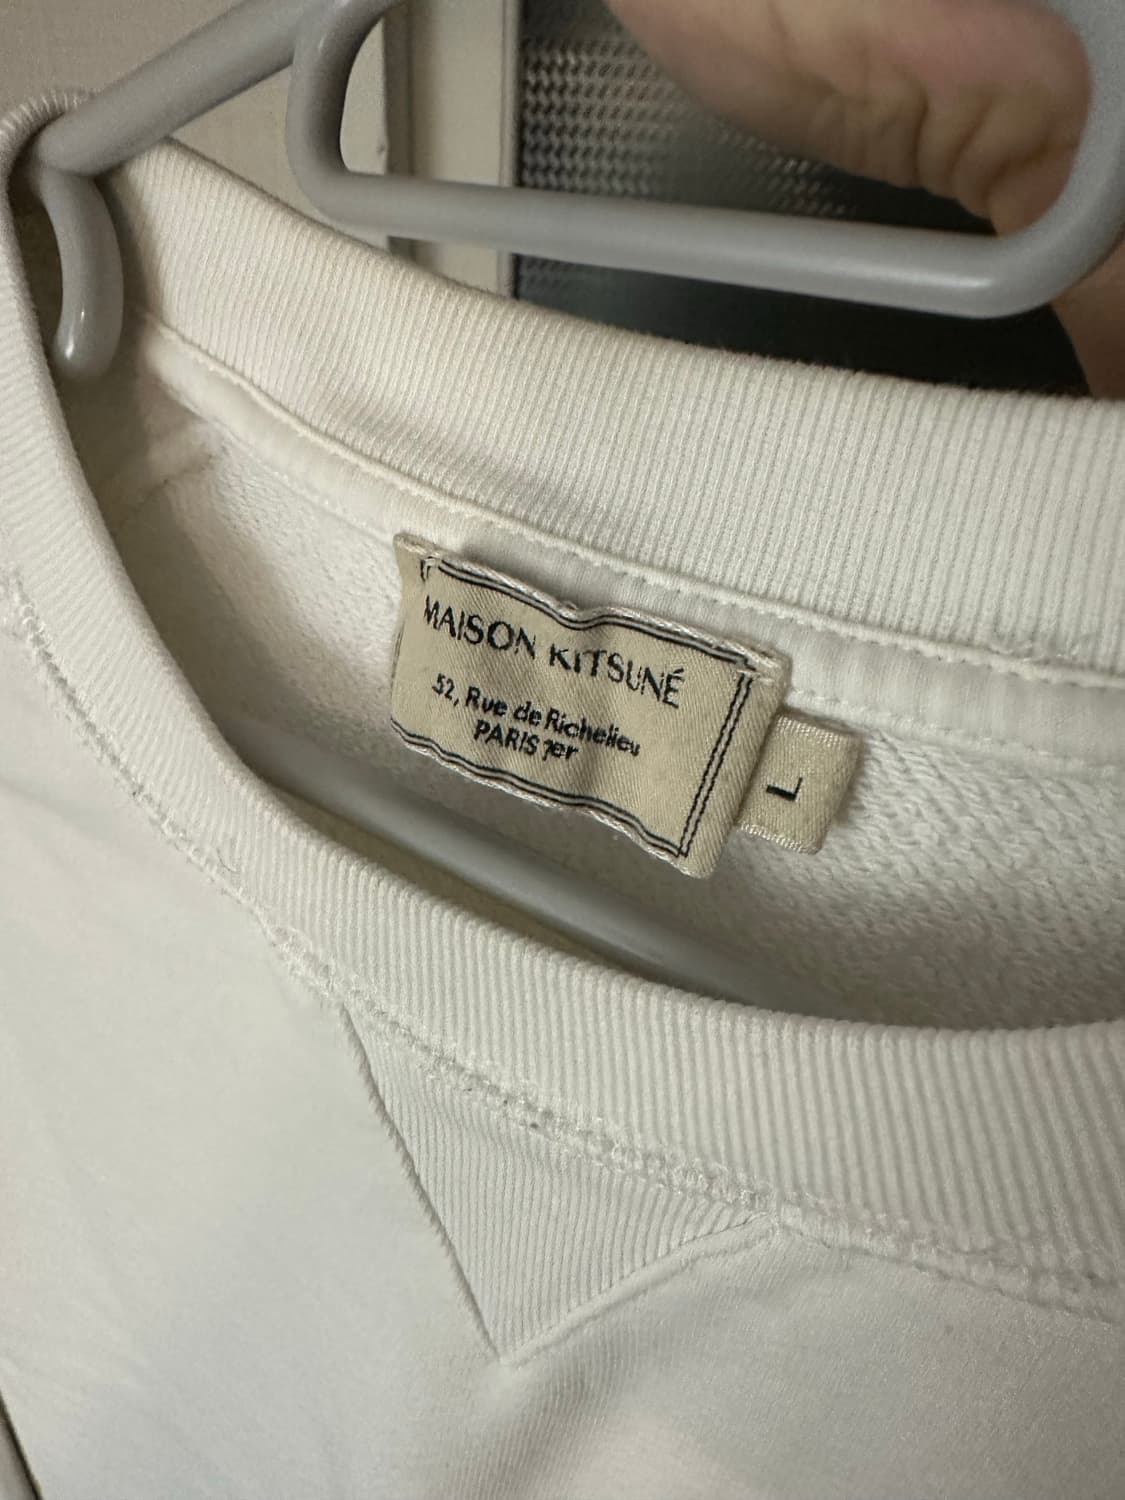 MAISON KITSUNÉ
52, Rue de Richelieu
PARIS 1er
L